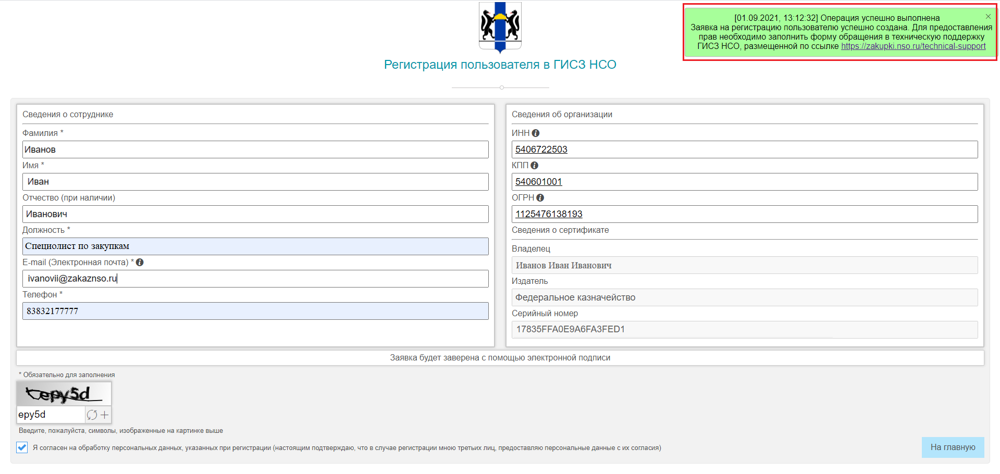 [01.09.2021, 13:12:32] Операция успешно выполнена
Заявка на регистрацию пользователю успешно создана. Для предоставления
прав необходимо заполнить форму обращения в техническую поддержку
ГИСЗ НСО, размещенной по ссылке https://zakupki.nso.ru/technical-support
Регистрация пользователя в ГИСЗ НСО
Сведения о сотруднике
Фамилия *
Иванов
Имя *
Иван
Отчество (при наличии)
Иванович
Должность *
Специолист по закупкам
E-mail (Электронная почта) *
ivanovii@zakaznso.ru
Телефон *
83832177777
Сведения об организации
ИНН
5406722503
КПП
540601001
ОГРН
1125476138193
Сведения о сертификате
Владелец
Иванов Иван Иванович
Издатель
Федеральное казначейство
Серийный номер
17835FFA0E9A6FA3FED1
Заявка будет заверена с помощью электронной подписи
* Обязательно для заполнения
epy5d
epy5d
Введите, пожалуйста, символы, изображенные на картинке выше
Я согласен на обработку персональных данных, указанных при регистрации (настоящим подтверждаю, что в случае регистрации мною третьих лиц, предоставляю персональные данные с их согласия)
На главную